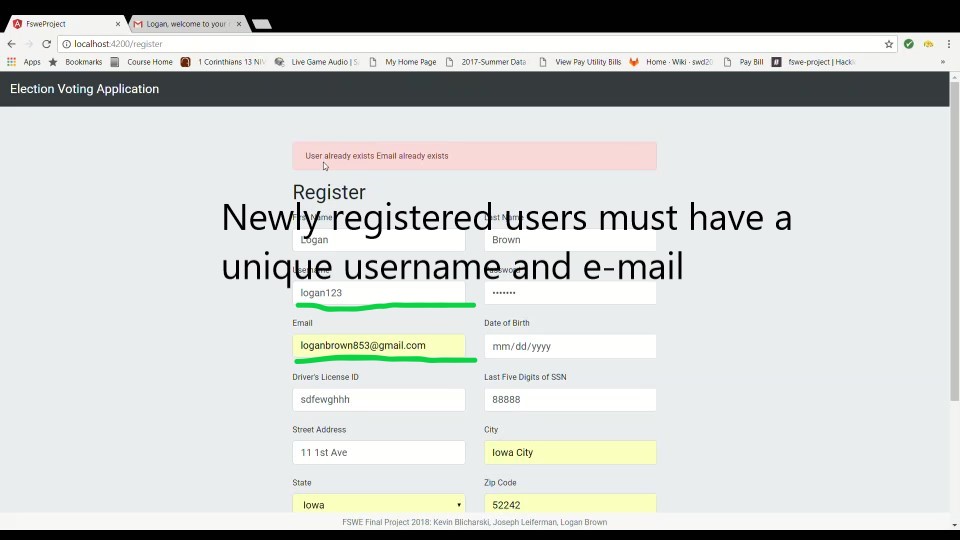 FsweProject
Logan, welcome to your
localhost:4200/register
Apps
Bookmarks
Course Home
1 Corinthians 13 NIV
Live Game Audio | S
My Home Page
2017-Summer Data
View Pay Utility Bills
Home · Wiki · swd20
Pay Bill
fswe-project | Hack
»
Election Voting Application
User already exists Email already exists
Register
Newly registered users must have a
unique username and e-mail
First Name
Last Name
Logan
Brown
Username
Password
logan123
•••••••
Email
Date of Birth
loganbrown853@gmail.com
mm/dd/yyyy
Driver's License ID
Last Five Digits of SSN
sdfewghhh
88888
Street Address
City
11 1st Ave
Iowa City
State
Zip Code
Iowa
52242
FSWE Final Project 2018: Kevin Blicharski, Joseph Leiferman, Logan Brown